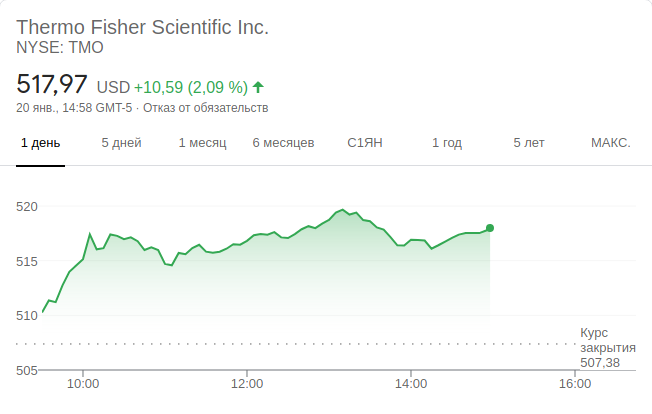 Thermo Fisher Scientific Inc.
NYSE: TMO
517,97 USD +10,59 (2,09 %)
20 янв., 14:58 GMT-5 · Отказ от обязательств
1 день 5 дней 1 месяц 6 месяцев С1ЯН 1 год 5 лет МАКС.
520
515
510
Курс
закрытия
507,38
505
10:00 12:00 14:00 16:00